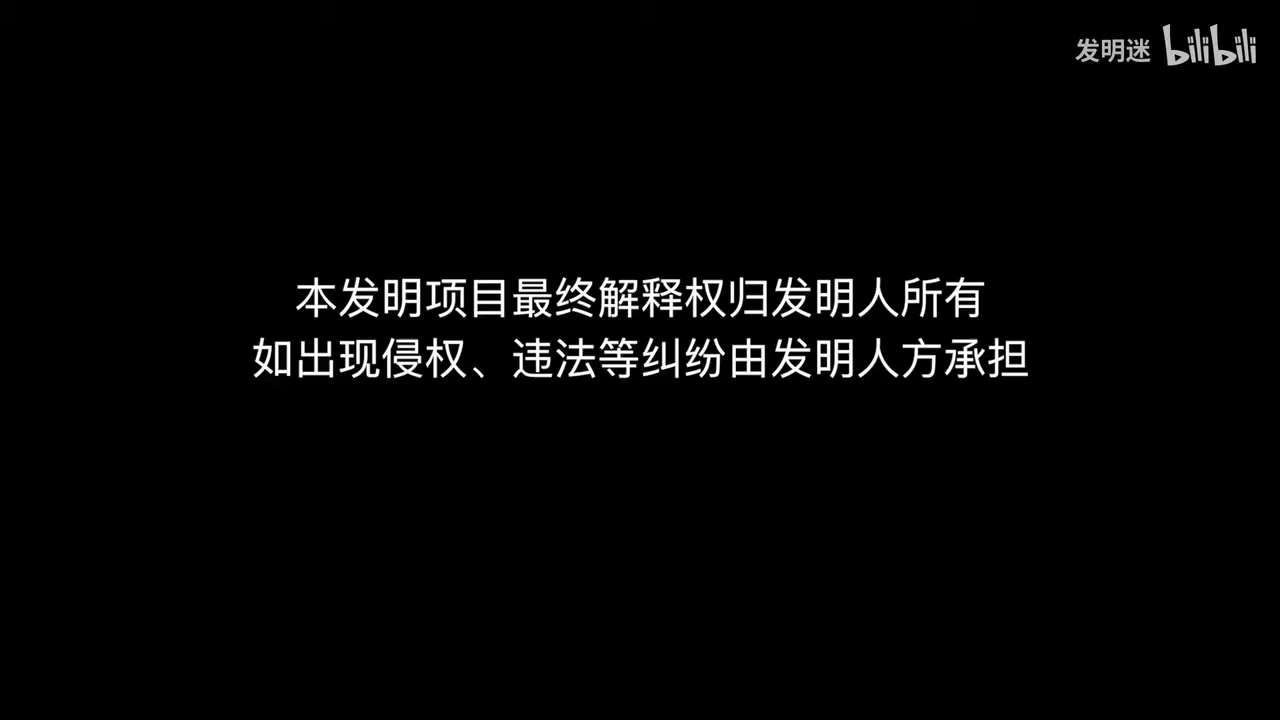 发明迷 bilibili
本发明项目最终解释权归发明人所有
如出现侵权、违法等纠纷由发明人方承担